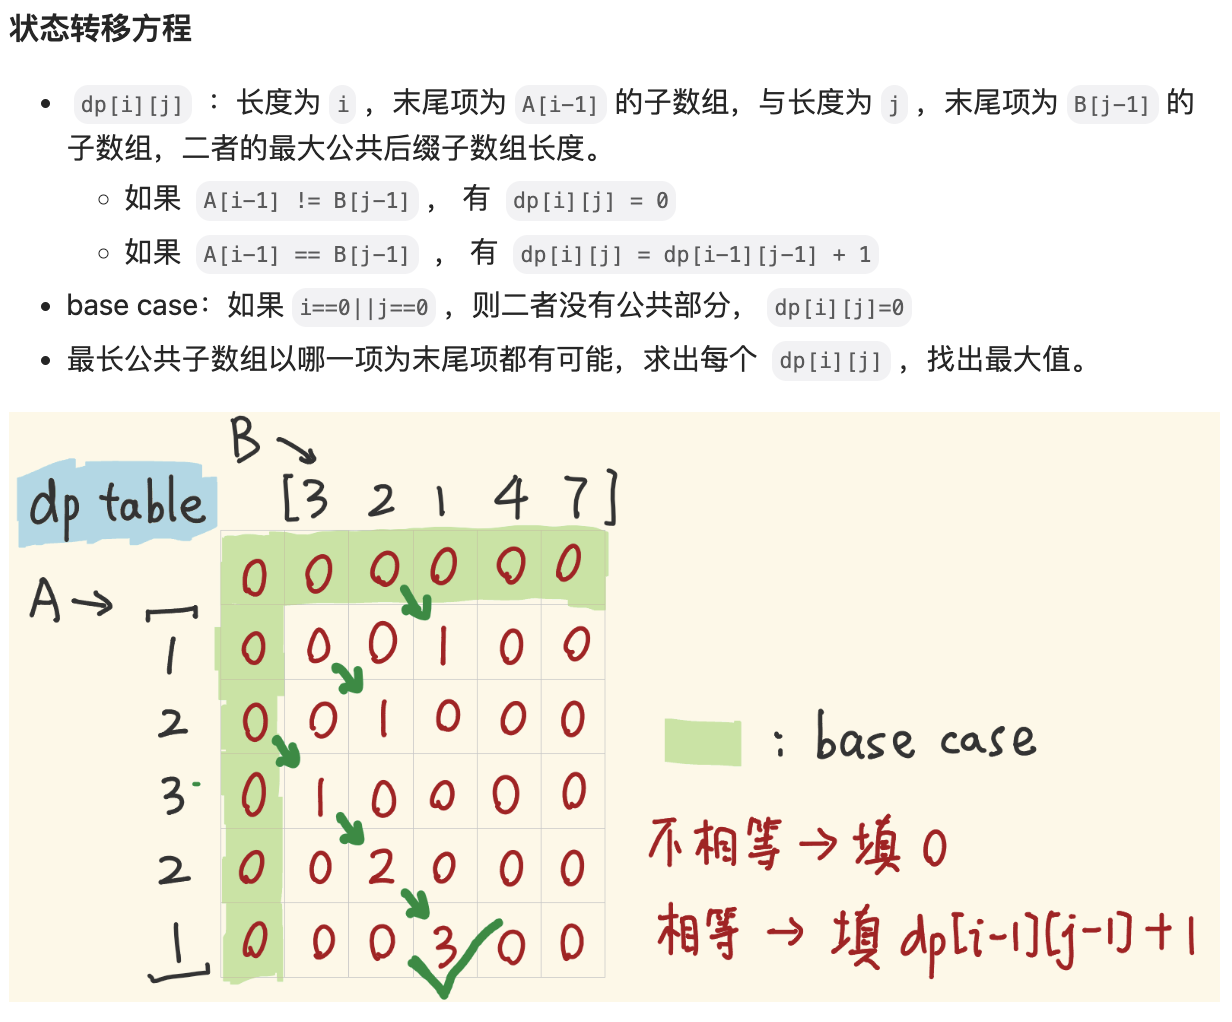 状态转移方程
• dp[i][j] ： 长度为 i ，末尾项为 A[i-1] 的子数组，与长度为 j ，末尾项为 B[j-1] 的
子数组，二者的最大公共后缀子数组长度。
◦ 如果 A[i-1] != B[j-1] ， 有 dp[i][j] = 0
◦ 如果 A[i-1] == B[j-1] ， 有 dp[i][j] = dp[i-1][j-1] + 1
• base case：如果 i==0||j==0 ，则二者没有公共部分， dp[i][j]=0
• 最长公共子数组以哪一项为末尾项都有可能，求出每个 dp[i][j] ，找出最大值。
B
dp table [3 2 1 4 7]
0 0 0 0 0 0
A → [
1 0 0 0 1 0 0
2 0 0 1 0 0 0
3 0 1 0 0 0 0
2 0 0 2 0 0 0
1 0 0 0 3 0 0
]
: base case
不相等 → 填 0
相等 → 填 dp[i-1][j-1]+1